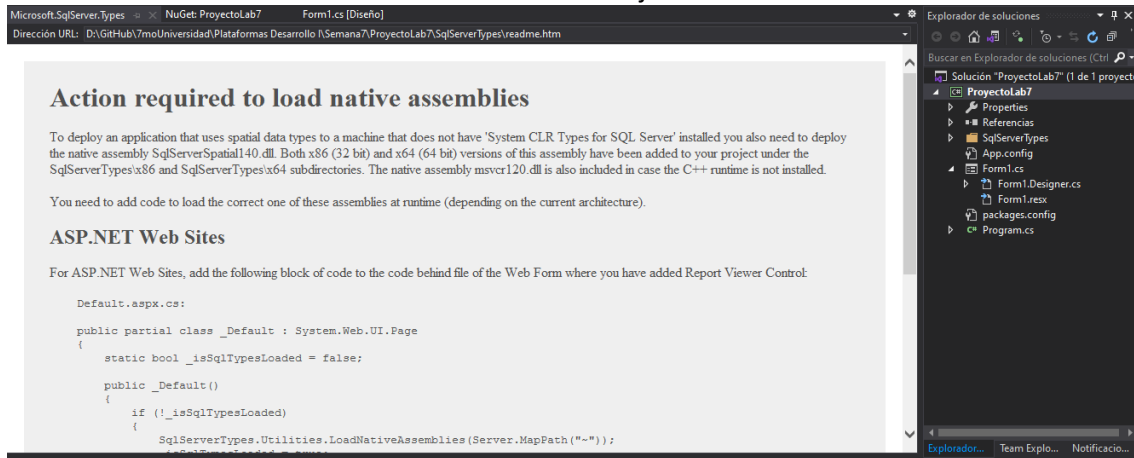 Microsoft.SqlServer.Types NuGet: ProyectoLab7 Form1.cs [Diseño]
Dirección URL: D:\GitHub\7moUniversidad\Plataformas Desarrollo I\Semana7\ProyectoLab7\SqlServerTypes\readme.htm
Action required to load native assemblies
To deploy an application that uses spatial data types to a machine that does not have 'System CLR Types for SQL Server' installed you also need to deploy
the native assembly SqlServerSpatial140.dll. Both x86 (32 bit) and x64 (64 bit) versions of this assembly have been added to your project under the
SqlServerTypes\x86 and SqlServerTypes\x64 subdirectories. The native assembly msvcr120.dll is also included in case the C++ runtime is not installed.
You need to add code to load the correct one of these assemblies at runtime (depending on the current architecture).
ASP.NET Web Sites
For ASP.NET Web Sites, add the following block of code to the code behind file of the Web Form where you have added Report Viewer Control:
Default.aspx.cs:
public partial class _Default : System.Web.UI.Page
{
static bool _isSqlTypesLoaded = false;
public _Default()
{
if (!_isSqlTypesLoaded)
{
SqlServerTypes.Utilities.LoadNativeAssemblies(Server.MapPath("~"));
Explorador de soluciones
Buscar en Explorador de soluciones (Ctrl
Solución "ProyectoLab7" (1 de 1 proyecto
C# ProyectoLab7
Properties
Referencias
SqlServerTypes
App.config
Form1.cs
Form1.Designer.cs
Form1.resx
packages.config
C# Program.cs
Explorador... Team Explo... Notificacio...